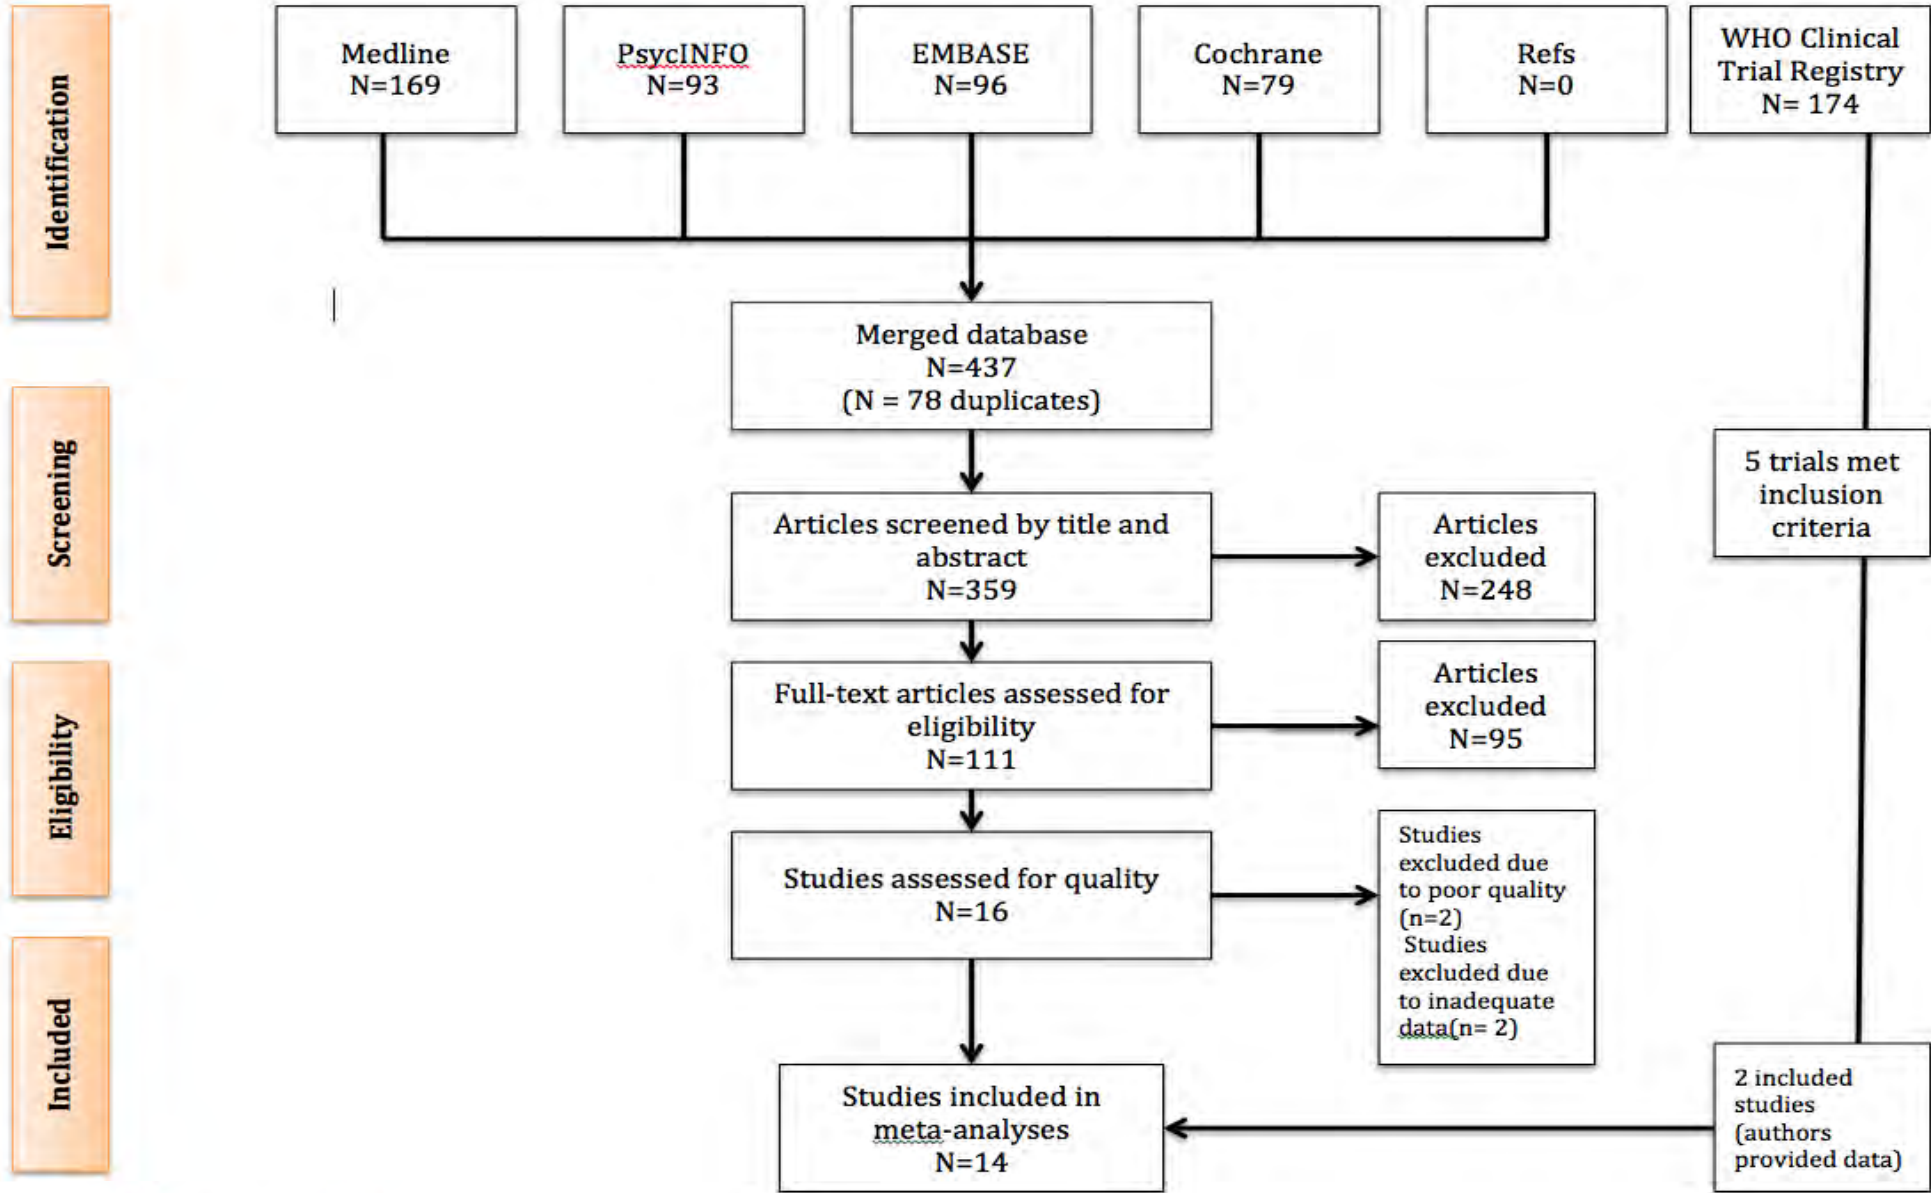 Identification
Medline
N=169
PsycINFO
N=93
EMBASE
N=96
Cochrane
N=79
Refs
N=0
WHO Clinical
Trial Registry
N= 174
Merged database
N=437
(N = 78 duplicates)
Screening
Articles screened by title and
abstract
N=359
Articles
excluded
N=248
5 trials met
inclusion
criteria
Eligibility
Full-text articles assessed for
eligibility
N=111
Articles
excluded
N=95
Studies assessed for quality
N=16
Studies
excluded due
to poor quality
(n=2)
Studies
excluded due
to inadequate
data(n= 2)
Included
Studies included in
meta-analyses
N=14
2 included
studies
(authors
provided data)